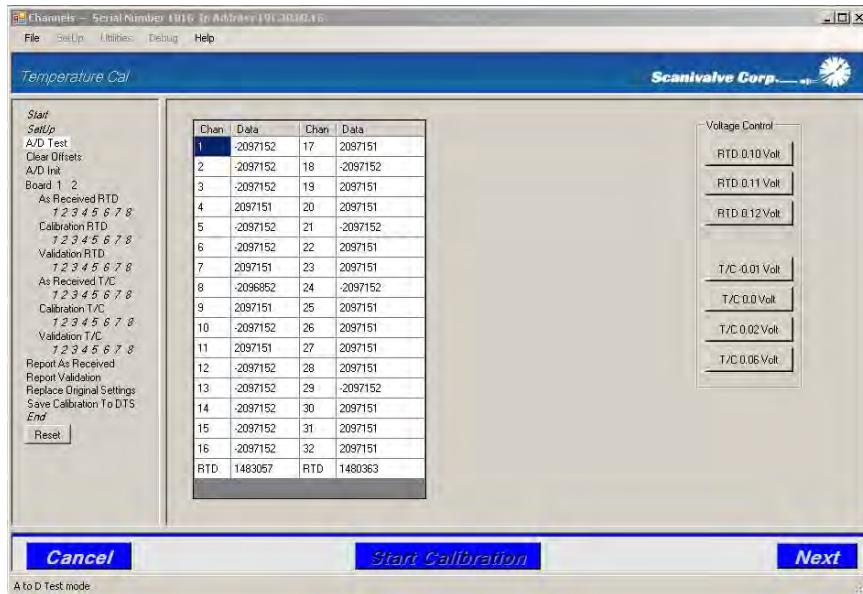 Channels -- Serial Number 1016 Ip Address 191.30.10.16
File SetUp Utilities Debug Help
Temperature Cal
Scanivalve Corp.
Start
SetUp
A/D Test
Clear Offsets
A/D Init
Board 1 2
As Received RTD
1 2 3 4 5 6 7 8
Calibration RTD
1 2 3 4 5 6 7 8
Validation RTD
1 2 3 4 5 6 7 8
As Received T/C
1 2 3 4 5 6 7 8
Calibration T/C
1 2 3 4 5 6 7 8
Validation T/C
1 2 3 4 5 6 7 8
Report As Received
Report Validation
Replace Original Settings
Save Calibration To DTS
End
Reset
Chan Data Chan Data
1 -2097152 17 2097151
2 -2097152 18 -2097152
3 -2097152 19 2097151
4 2097151 20 2097151
5 -2097152 21 -2097152
6 -2097152 22 2097151
7 2097151 23 2097151
8 -2096852 24 -2097152
9 2097151 25 2097151
10 -2097152 26 2097151
11 2097151 27 2097151
12 -2097152 28 2097151
13 -2097152 29 -2097152
14 -2097152 30 2097151
15 -2097152 31 2097151
16 -2097152 32 2097151
RTD 1483057 RTD 1480363
Voltage Control
RTD 0.10 Volt
RTD 0.11 Volt
RTD 0.12 Volt
T/C -0.01 Volt
T/C 0.0 Volt
T/C 0.02 Volt
T/C 0.06 Volt
Cancel
Start Calibration
Next
A to D Test mode